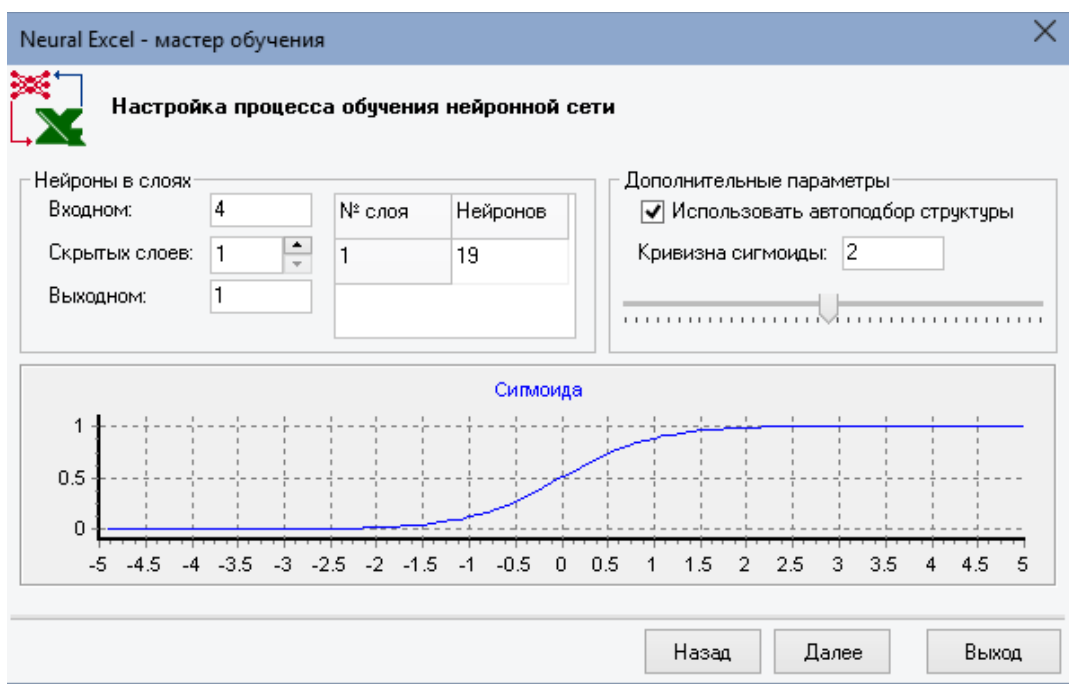 Neural Excel - мастер обучения
Настройка процесса обучения нейронной сети
Нейроны в слоях
Входном: 4
Скрытых слоев: 1
Выходном: 1
№ слоя Нейронов
1 19
Дополнительные параметры
Использовать автоподбор структуры
Кривизна сигмоиды: 2
Сигмоида
1
0.5
0
-5 -4.5 -4 -3.5 -3 -2.5 -2 -1.5 -1 -0.5 0 0.5 1 1.5 2 2.5 3 3.5 4 4.5 5
Назад Далее Выход